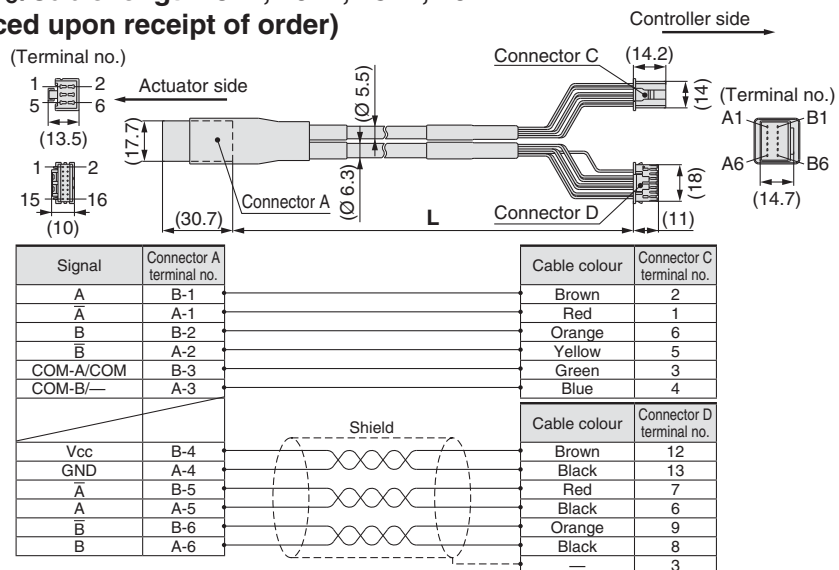 ced upon receipt of order)
Controller side
(Terminal no.)
Connector C
(14.2)
1
2
5
6
Actuator side
(Ø 5.5)
(14)
(Terminal no.)
A1
B1
(13.5)
(17.7)
A6
B6
1
2
15
16
(10)
(30.7)
Connector A
(Ø 6.3)
L
Connector D
(18)
(11)
(14.7)
Signal Connector A terminal no.
A B-1
A̅ A-1
B B-2
B̅ A-2
COM-A/COM B-3
COM-B/— A-3
Cable colour Connector C terminal no.
Brown 2
Red 1
Orange 6
Yellow 5
Green 3
Blue 4
Shield
Cable colour Connector D terminal no.
Vcc B-4 Brown 12
GND A-4 Black 13
A̅ B-5 Red 7
A A-5 Black 6
B̅ B-6 Orange 9
B A-6 Black 8
— 3